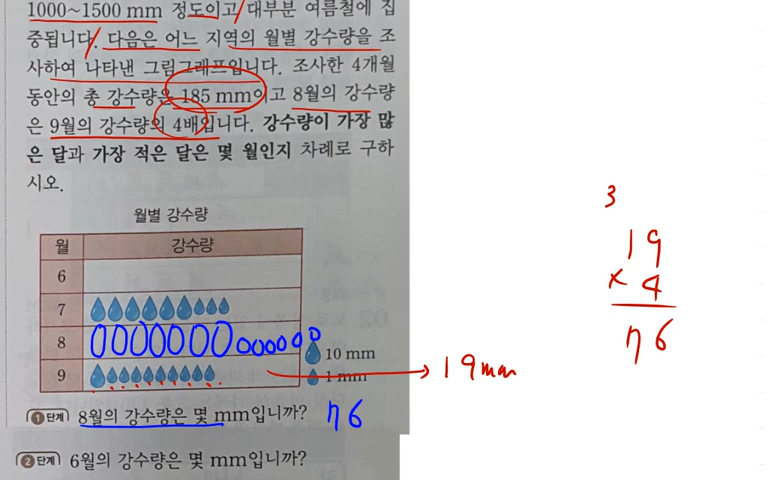 1000~1500 mm 정도이고 대부분 여름철에 집
중됩니다. 다음은 어느 지역의 월별 강수량을 조
사하여 나타낸 그림그래프입니다. 조사한 4개월
동안의 총 강수량은 185 mm이고 8월의 강수량
은 9월의 강수량의 4배입니다. 강수량이 가장 많
은 달과 가장 적은 달은 몇 월인지 차례로 구하
시오.
월별 강수량
월 강수량
6
7
8
9
10 mm
1 mm
19mm
3
19
×4
76
1단계 8월의 강수량은 몇 mm입니까? 76
2단계 6월의 강수량은 몇 mm입니까?